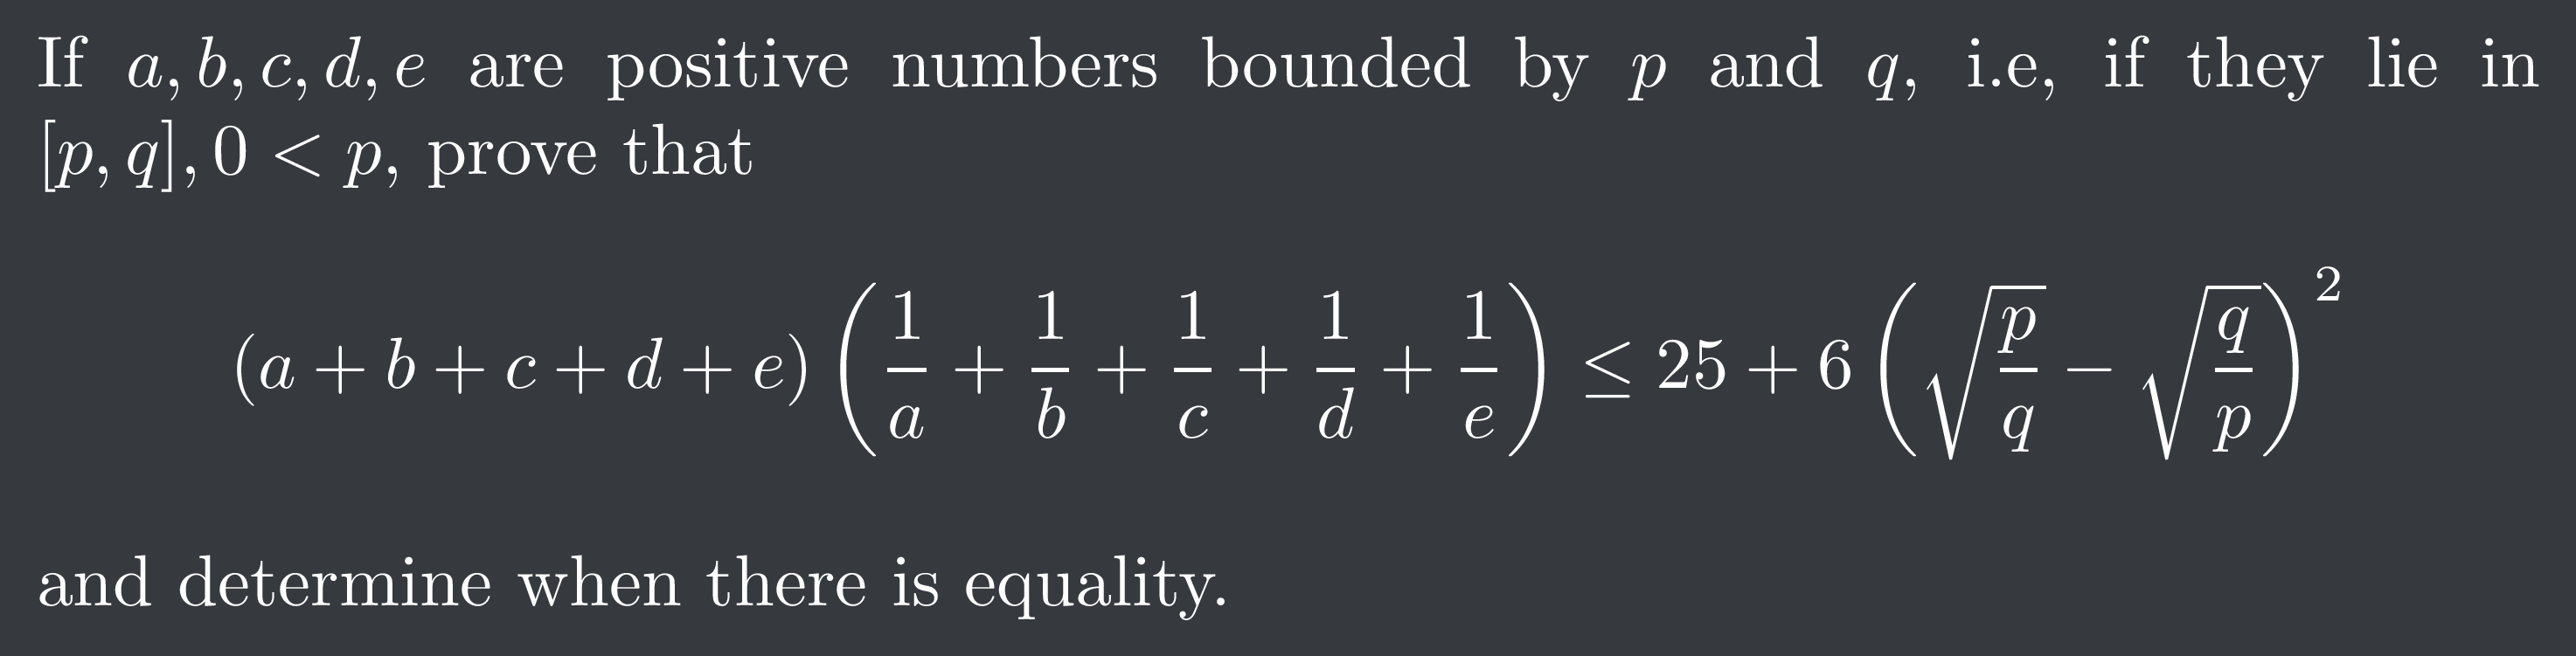 If a, b, c, d, e are positive numbers bounded by p and q, i.e, if they lie in
[p, q], 0 < p, prove that
(a + b + c + d + e) (1/a + 1/b + 1/c + 1/d + 1/e) ≤ 25 + 6 (√(p/q) − √(q/p))²
and determine when there is equality.